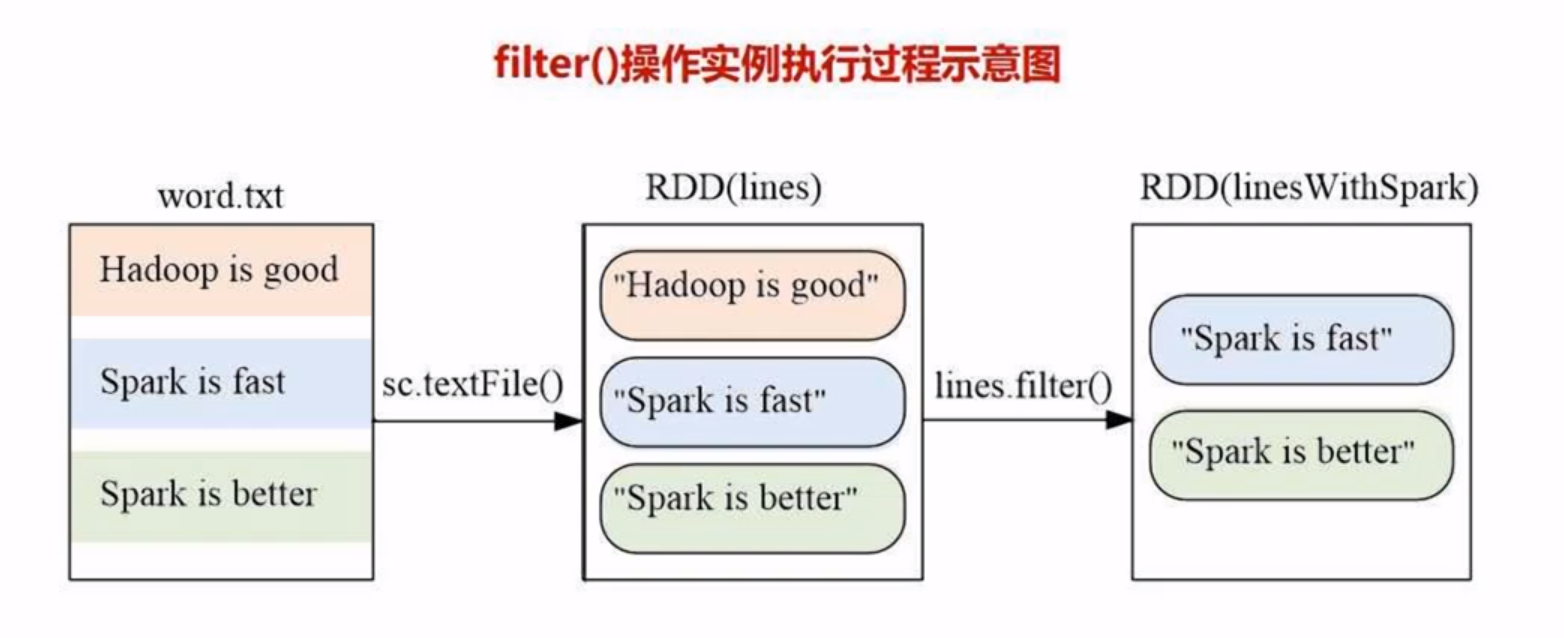 filter()操作实例执行过程示意图
word.txt
Hadoop is good
Spark is fast
Spark is better
sc.textFile()
RDD(lines)
"Hadoop is good"
"Spark is fast"
"Spark is better"
lines.filter()
RDD(linesWithSpark)
"Spark is fast"
"Spark is better"